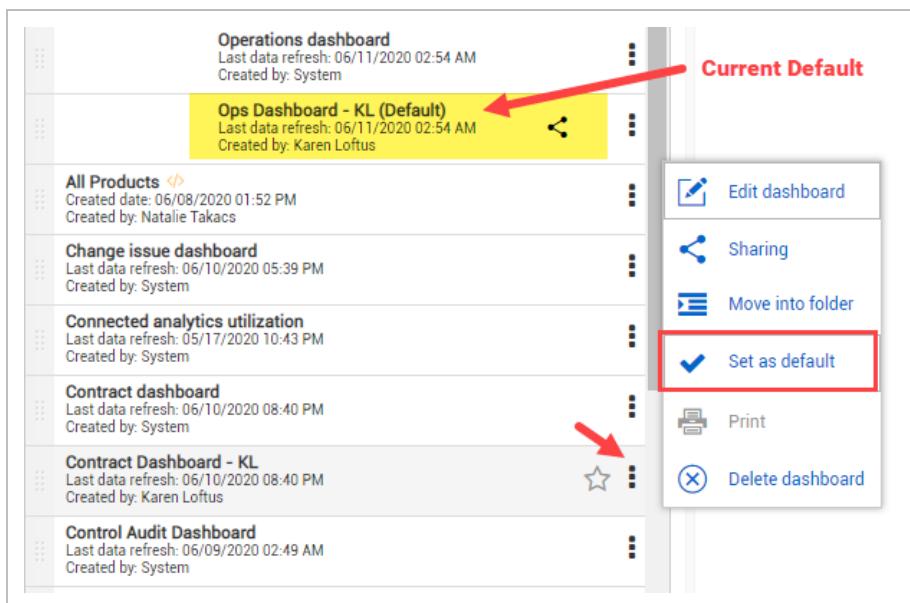 Operations dashboard
Last data refresh: 06/11/2020 02:54 AM
Created by: System
Current Default
Ops Dashboard - KL (Default)
Last data refresh: 06/11/2020 02:54 AM
Created by: Karen Loftus
All Products </>
Created date: 06/08/2020 01:52 PM
Created by: Natalie Takacs
Change issue dashboard
Last data refresh: 06/10/2020 05:39 PM
Created by: System
Connected analytics utilization
Last data refresh: 05/17/2020 10:43 PM
Created by: System
Contract dashboard
Last data refresh: 06/10/2020 08:40 PM
Created by: System
Contract Dashboard - KL
Last data refresh: 06/10/2020 08:40 PM
Created by: Karen Loftus
Control Audit Dashboard
Last data refresh: 06/09/2020 02:49 AM
Created by: System
Edit dashboard
Sharing
Move into folder
Set as default
Print
Delete dashboard